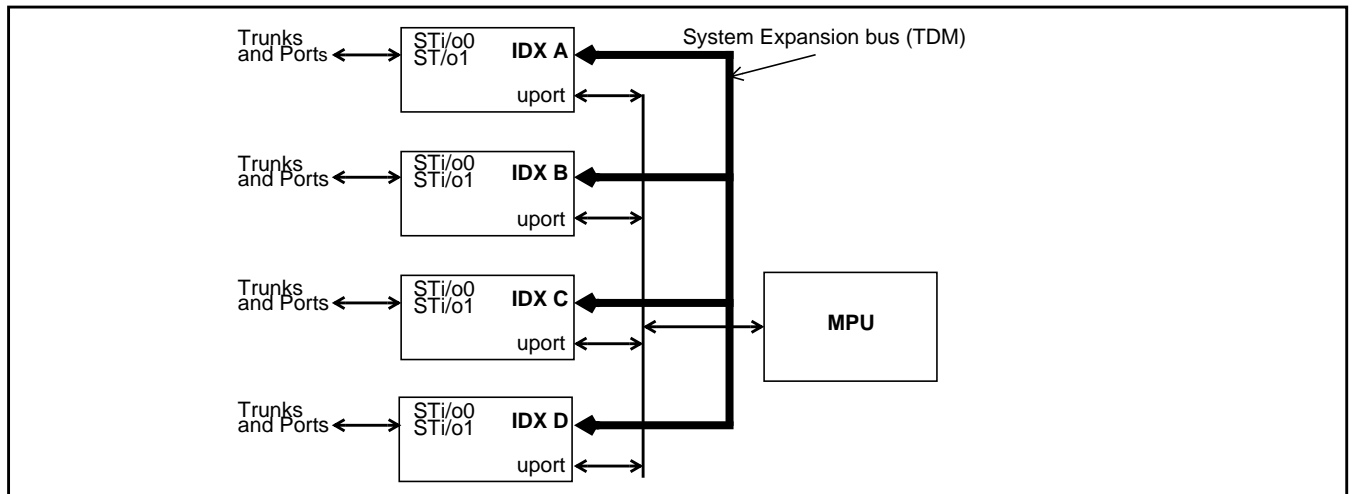 System Expansion bus (TDM)
Trunks
and Ports
STi/o0
ST/o1
IDX A
uport
Trunks
and Ports
STi/o0
STi/o1
IDX B
uport
Trunks
and Ports
STi/o0
STi/o1
IDX C
uport
MPU
Trunks
and Ports
STi/o0
STi/o1
IDX D
uport